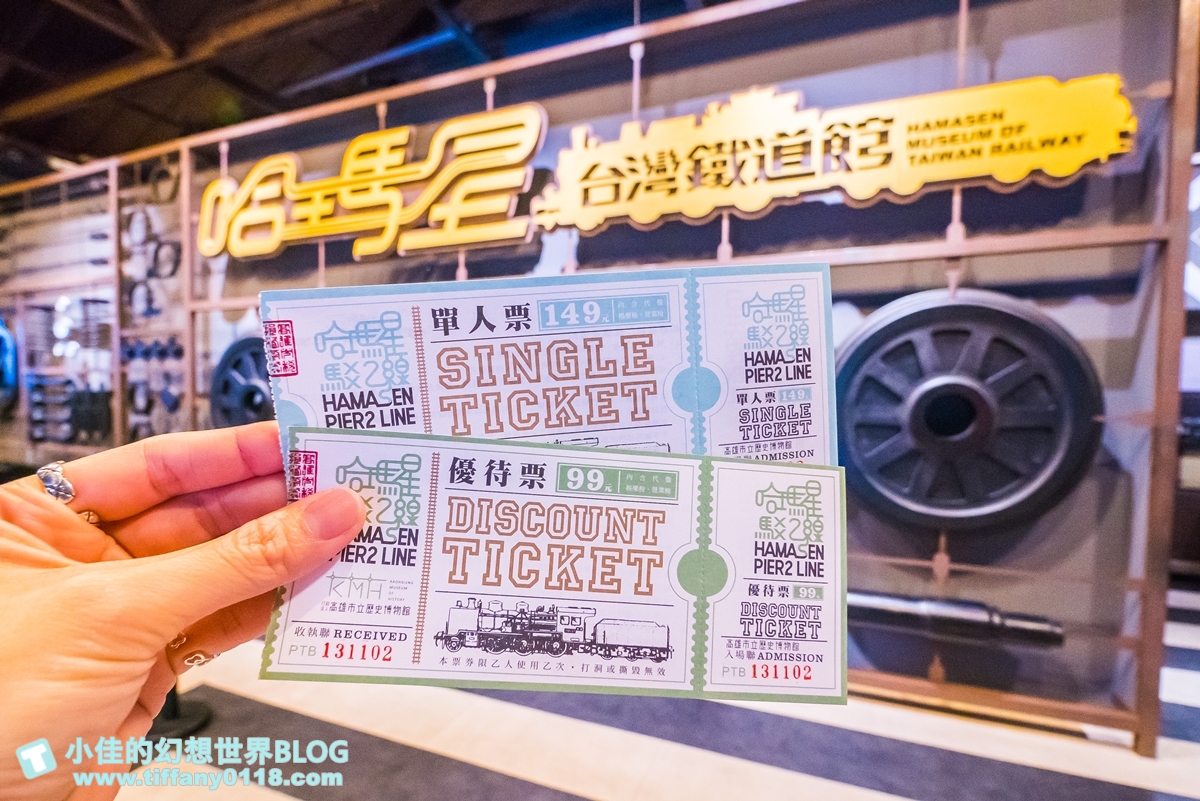 哈瑪星
台灣鐵道館
HAMASEN
MUSEUM OF
TAIWAN RAILWAY
哈瑪星
駁二線
HAMASEN
PIER2 LINE
單人票 149元
SINGLE
TICKET
哈瑪星
駁二線
HAMASEN
PIER2 LINE
單人票 149
SINGLE
TICKET
高雄市立歷史博物館
ADMISSION
優待票 99元
DISCOUNT
TICKET
HAMASEN
PIER2 LINE
KMH
KAOHSIUNG
MUSEUM
OF
HISTORY
高雄市立歷史博物館
收執聯 RECEIVED
PTB 131102
本票券限乙人使用乙次・打洞或撕毀無效
哈瑪星
駁二線
HAMASEN
PIER2 LINE
優待票 99
DISCOUNT
TICKET
高雄市立歷史博物館
入場聯 ADMISSION
PTB 131102
小佳的幻想世界BLOG
www.tiffany0118.com